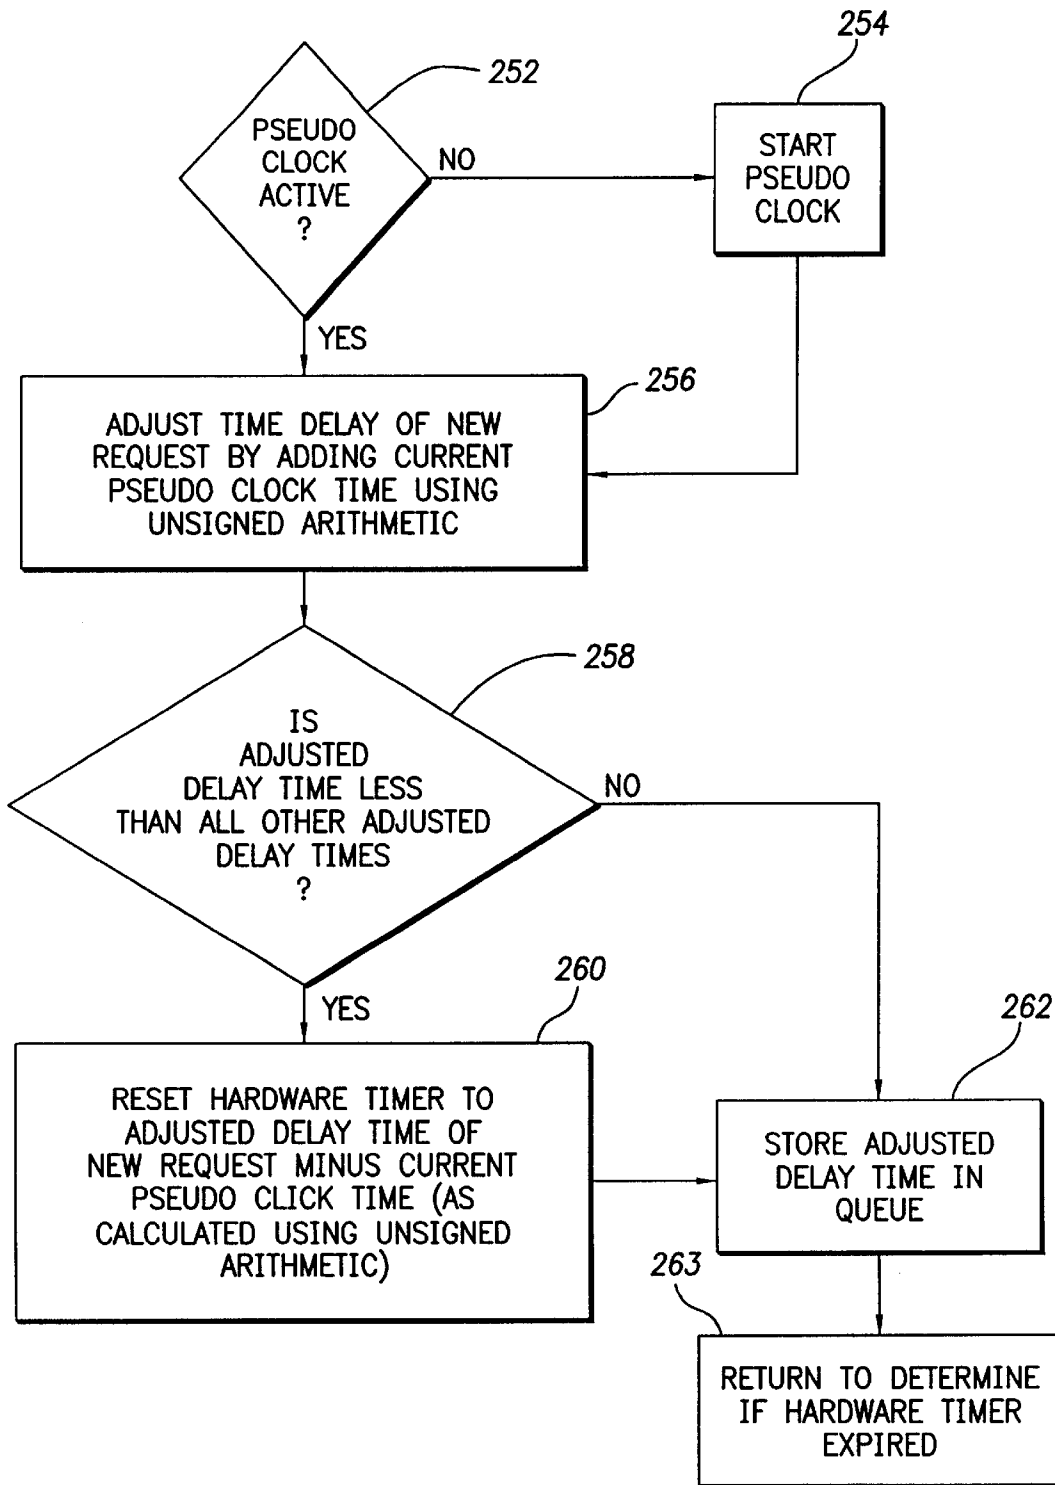 252
PSEUDO
CLOCK
ACTIVE
?
NO
254
START
PSEUDO
CLOCK
YES
256
ADJUST TIME DELAY OF NEW
REQUEST BY ADDING CURRENT
PSEUDO CLOCK TIME USING
UNSIGNED ARITHMETIC
258
IS
ADJUSTED
DELAY TIME LESS
THAN ALL OTHER ADJUSTED
DELAY TIMES
?
NO
YES
260
RESET HARDWARE TIMER TO
ADJUSTED DELAY TIME OF
NEW REQUEST MINUS CURRENT
PSEUDO CLICK TIME (AS
CALCULATED USING UNSIGNED
ARITHMETIC)
262
STORE ADJUSTED
DELAY TIME IN
QUEUE
263
RETURN TO DETERMINE
IF HARDWARE TIMER
EXPIRED